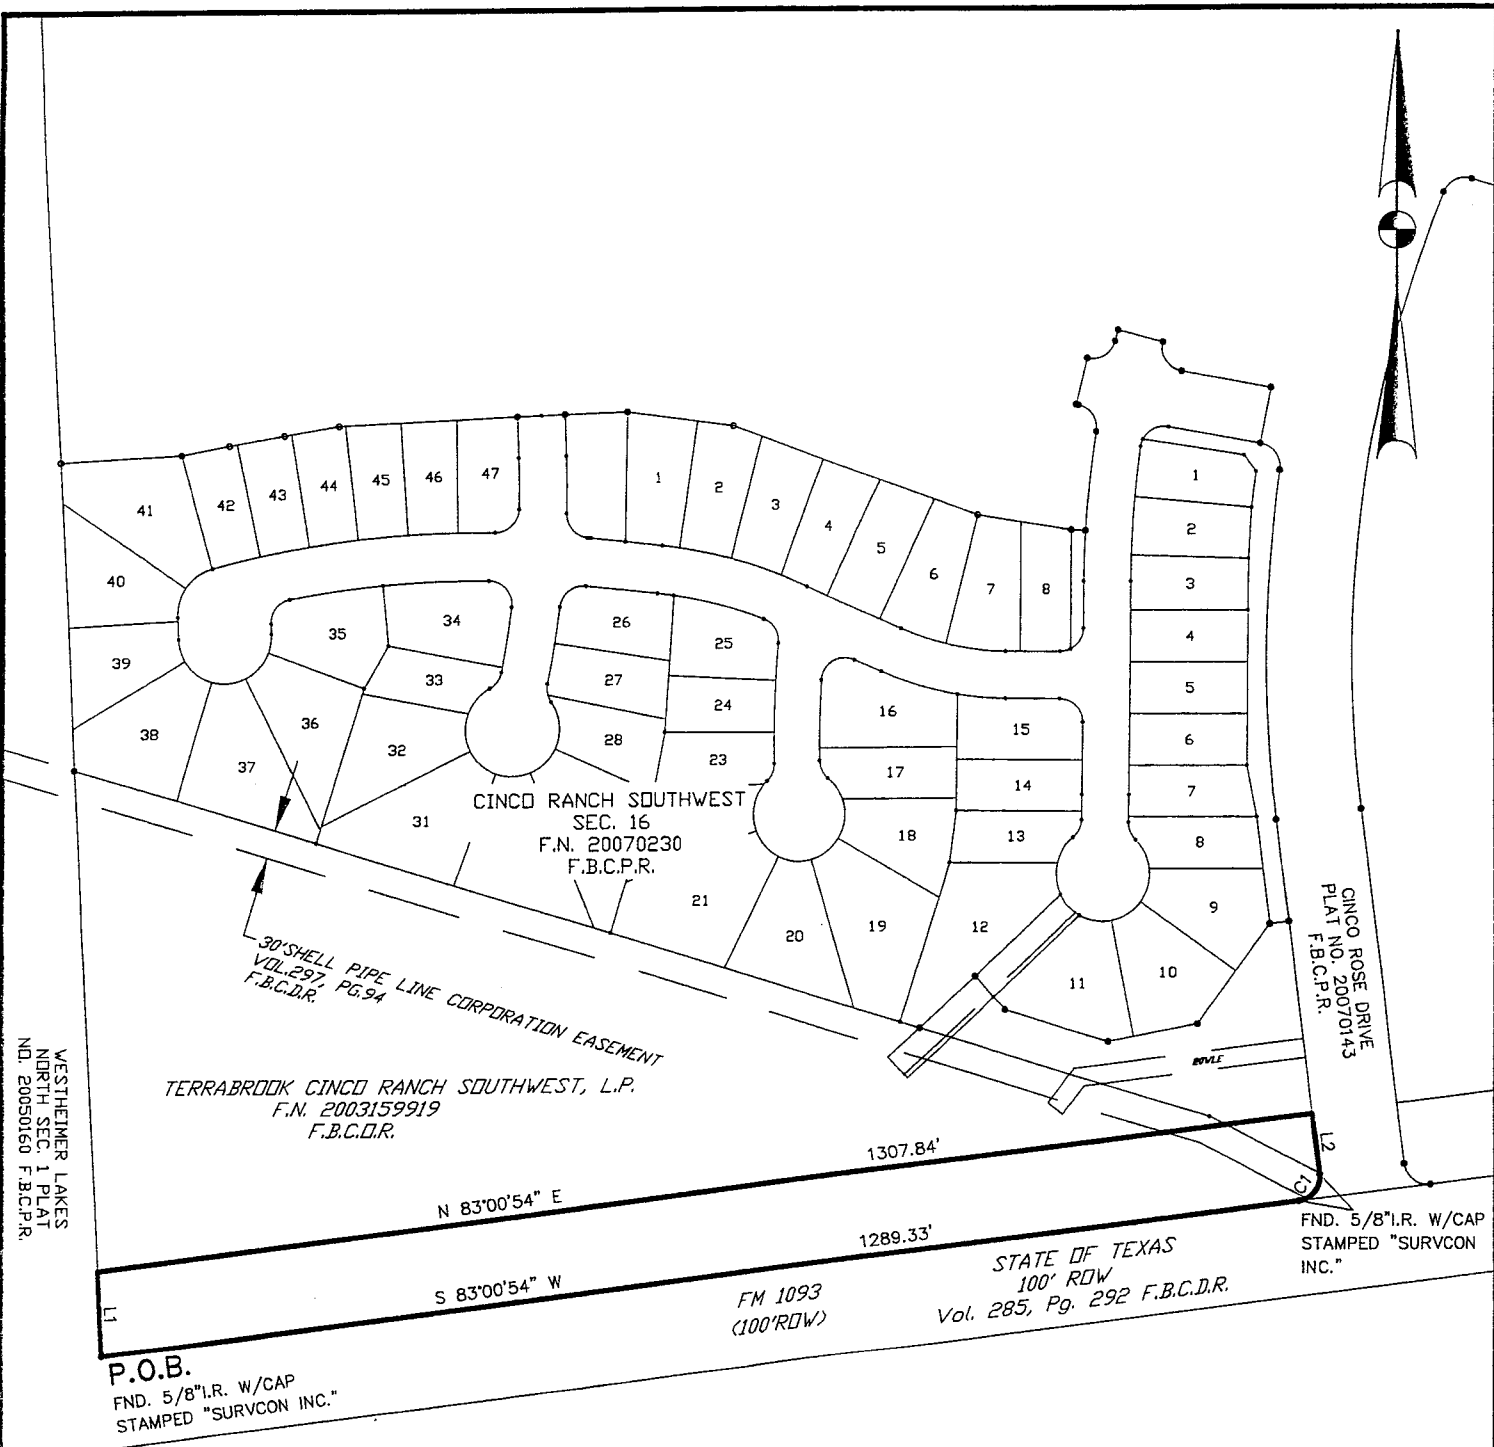 1
41
42
43
44
45
46
47
1
2
3
4
5
6
7
8
2
3
4
5
6
7
8
9
10
11
12
40
39
38
37
36
35
34
33
32
31
26
27
28
25
24
23
16
17
18
15
14
13
19
20
21
CINCO RANCH SOUTHWEST
SEC. 16
F.N. 20070230
F.B.C.P.R.
CINCO ROSE DRIVE
PLAT NO. 20070143
F.B.C.P.R.
30'SHELL PIPE LINE CORPORATION EASEMENT
VOL.297, PG.94
F.B.C.D.R.
WESTHEIMER LAKES
NORTH SEC. 1 PLAT
NO. 20050160 F.B.C.P.R.
TERRABROOK CINCO RANCH SOUTHWEST, L.P.
F.N. 2003159919
F.B.C.O.R.
1307.84'
N 83°00'54" E
L2
C1
1289.33'
S 83°00'54" W
L1
FND. 5/8"I.R. W/CAP
STAMPED "SURVCON
INC."
STATE OF TEXAS
100' ROW
Vol. 285, Pg. 292 F.B.C.D.R.
FM 1093
(100'ROW)
P.O.B.
FND. 5/8"I.R. W/CAP
STAMPED "SURVCON INC."